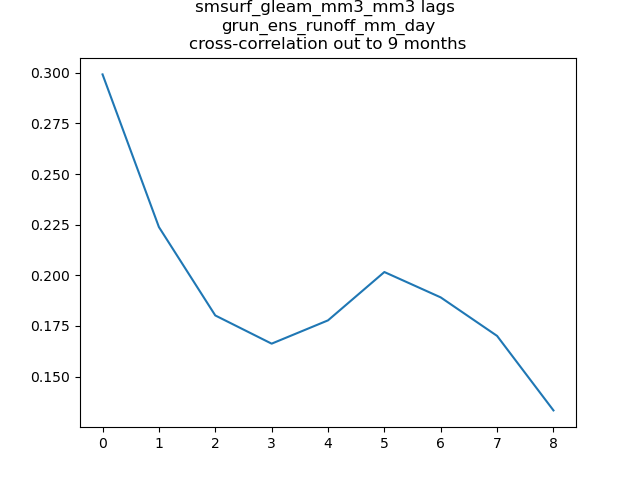 smsurf_gleam_mm3_mm3 lags
grun_ens_runoff_mm_day
cross-correlation out to 9 months
0.300
0.275
0.250
0.225
0.200
0.175
0.150
0 1 2 3 4 5 6 7 8